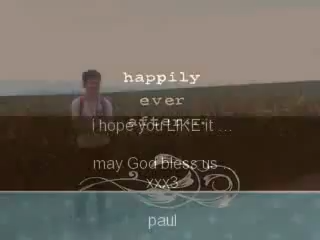 happily
ever
after
i hope you LIKE it ...
may God bless us
xxx3
paul